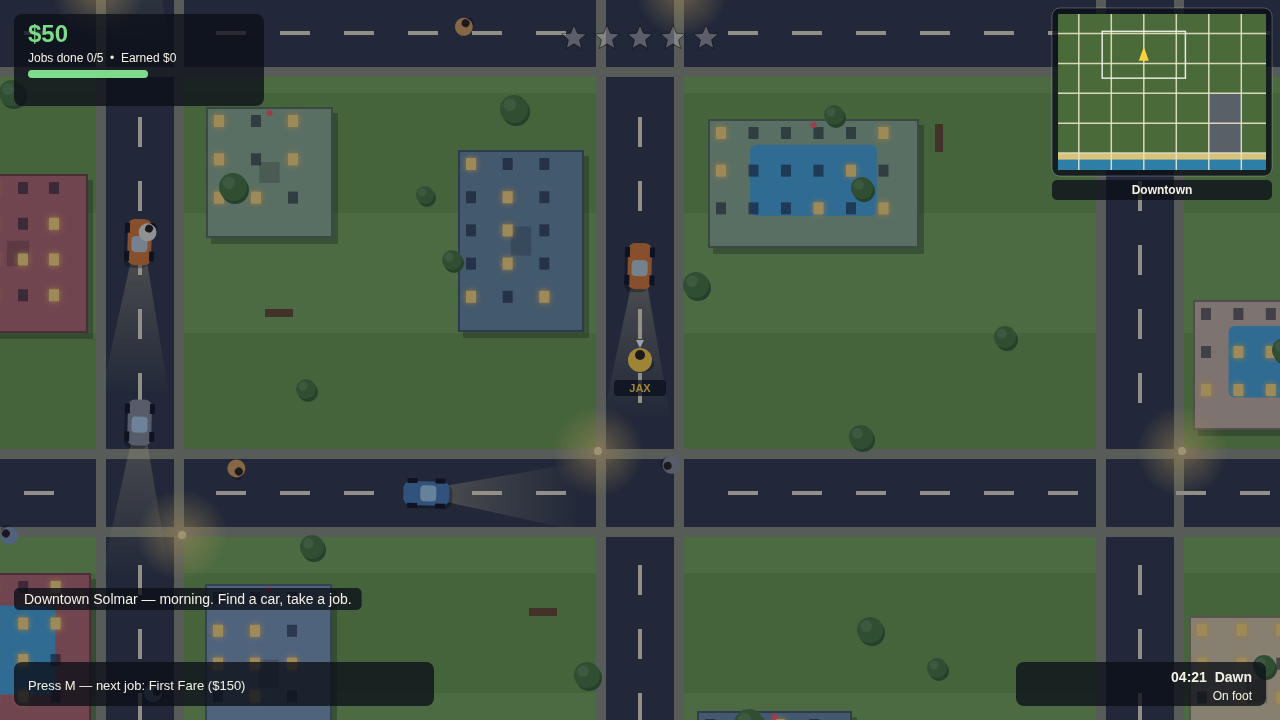 $50
Jobs done 0/5 • Earned $0
Downtown
JAX
Downtown Solmar — morning. Find a car, take a job.
Press M — next job: First Fare ($150)
04:21 Dawn
On foot